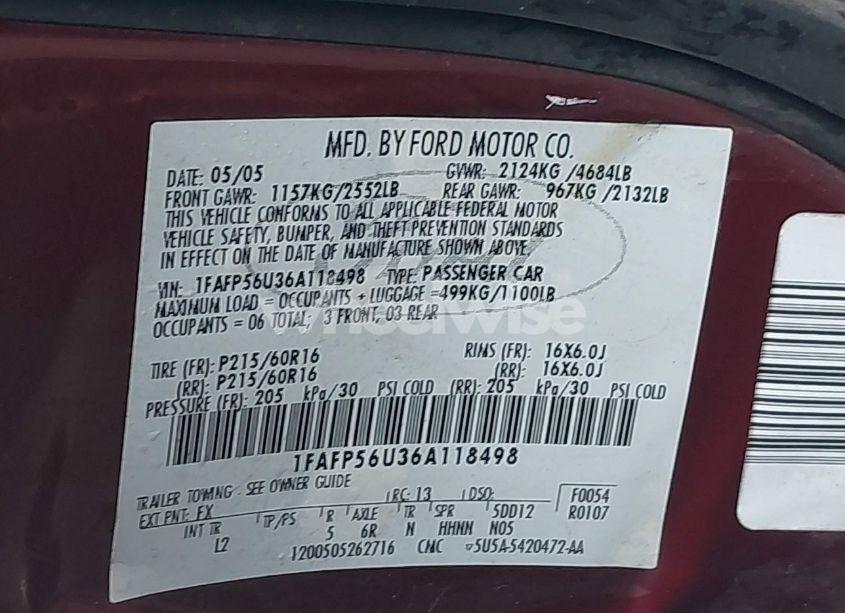 MFD. BY FORD MOTOR CO.
DATE: 05/05 GVWR: 2124KG /4684LB
FRONT GAWR: 1157KG/2552LB REAR GAWR: 967KG /2132LB
THIS VEHICLE CONFORMS TO ALL APPLICABLE FEDERAL MOTOR
VEHICLE SAFETY, BUMPER, AND THEFT PREVENTION STANDARDS
IN EFFECT ON THE DATE OF MANUFACTURE SHOWN ABOVE.
VIN: 1FAFP56U36A118498 TYPE: PASSENGER CAR
MAXIMUM LOAD = OCCUPANTS + LUGGAGE =499KG/1100LB
OCCUPANTS = 06 TOTAL; 3 FRONT, 03 REAR
wheelwise
TIRE (FR): P215/60R16 RIMS (FR): 16X6.0J
(RR): P215/60R16 (RR): 16X6.0J
PRESSURE (FR): 205 kPa/30 PSI COLD (RR): 205 kPa/30 PSI COLD
1FAFP56U36A118498
TRAILER TOWING - SEE OWNER GUIDE
EXT PNT: FX RC: 13 DSO: F0054
INT TR TP/PS R AXLE TR SPR 5DD12 R0107
L2 5 6R N HHNN N05
1200505262716 CMC 5U5A-5420472-AA